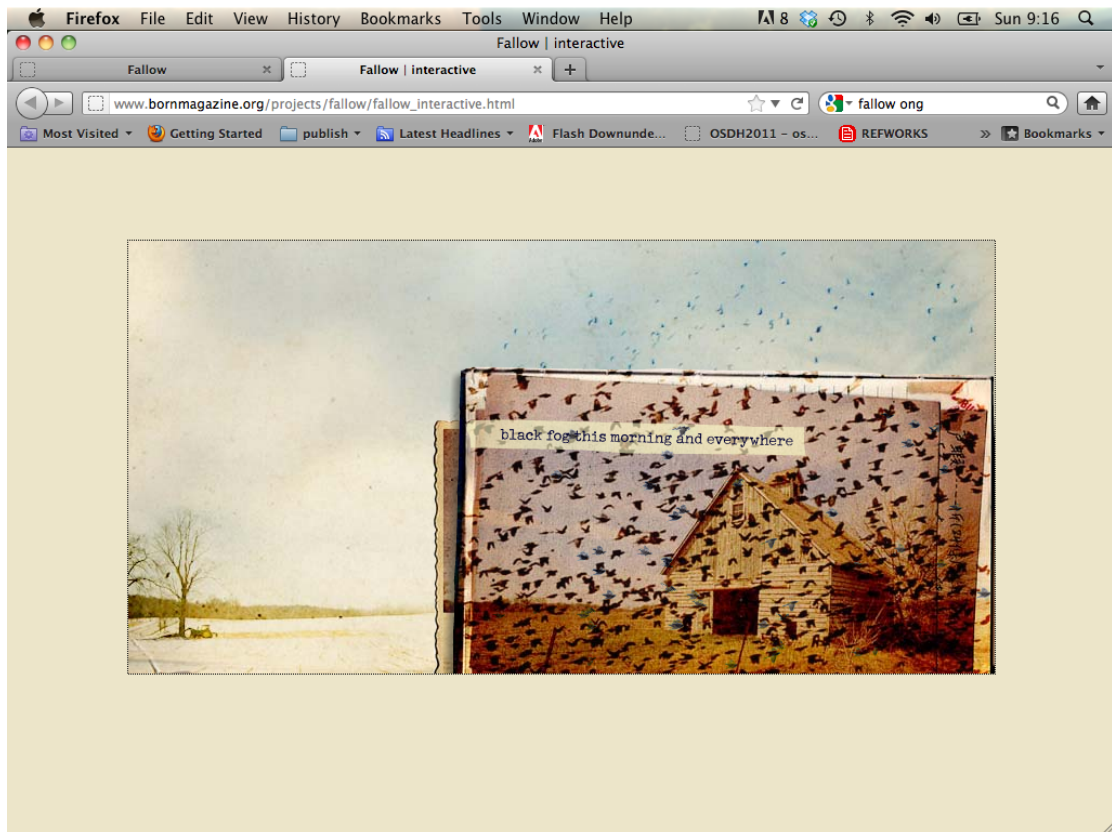 Firefox File Edit View History Bookmarks Tools Window Help 8 Sun 9:16
Fallow | interactive
Fallow Fallow | interactive
www.bornmagazine.org/projects/fallow/fallow_interactive.html fallow ong
Most Visited Getting Started publish Latest Headlines Flash Downunde... OSDH2011 – os... REFWORKS » Bookmarks
black fog this morning and everywhere